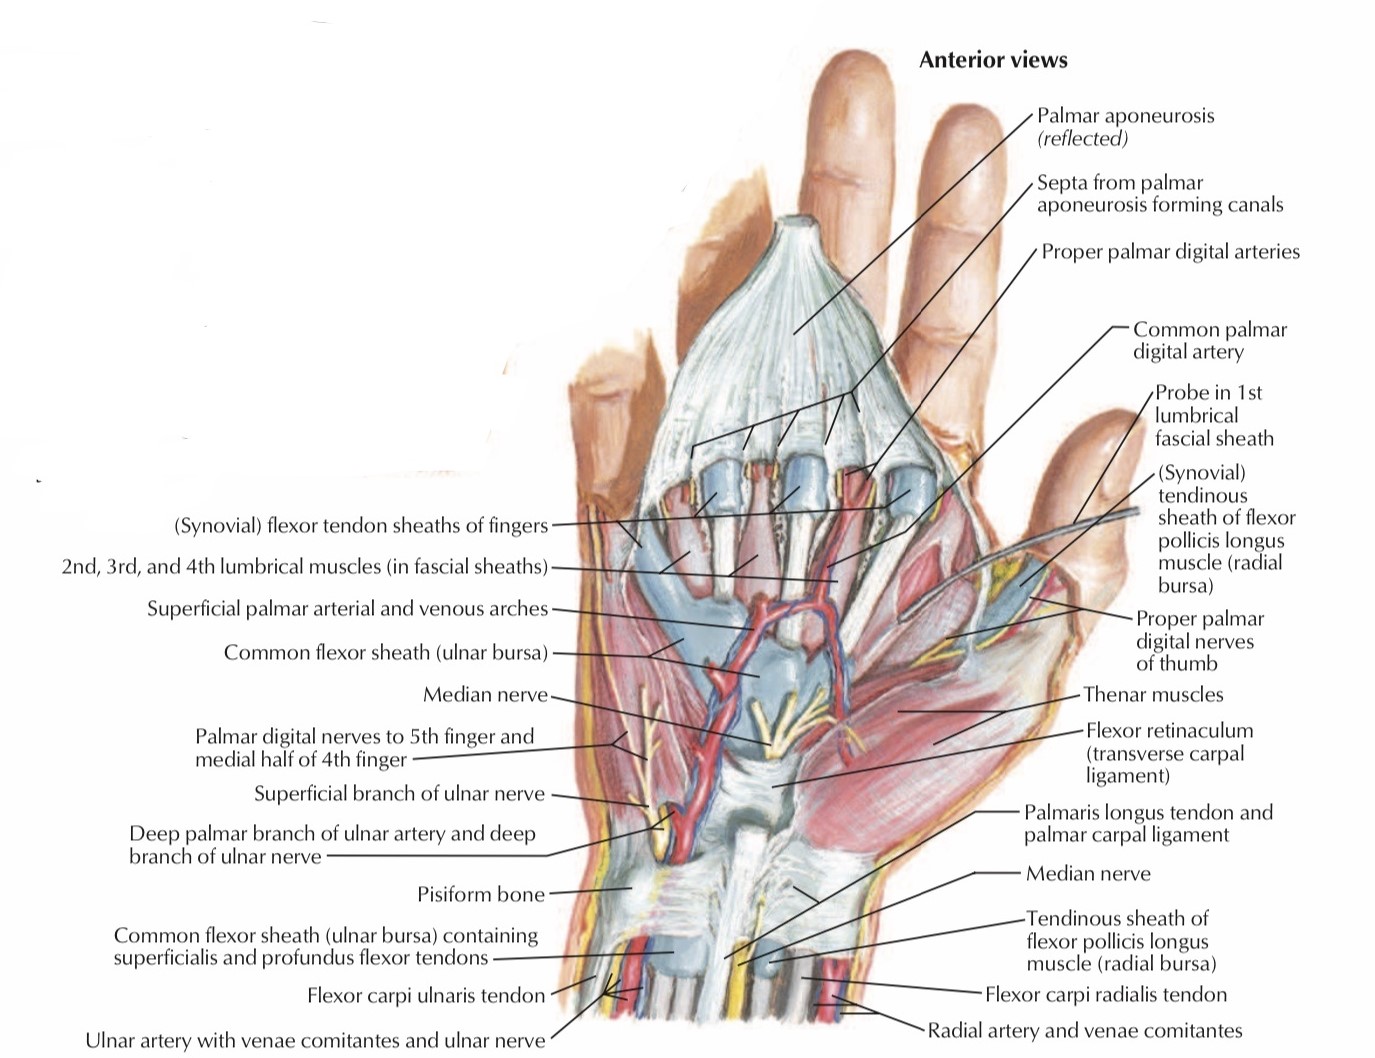 Anterior views
Palmar aponeurosis
(reflected)
Septa from palmar
aponeurosis forming canals
Proper palmar digital arteries
Common palmar
digital artery
Probe in 1st
lumbrical
fascial sheath
(Synovial)
tendinous
sheath of flexor
pollicis longus
muscle (radial
bursa)
Proper palmar
digital nerves
of thumb
Thenar muscles
Flexor retinaculum
(transverse carpal
ligament)
Palmaris longus tendon and
palmar carpal ligament
Median nerve
Tendinous sheath of
flexor pollicis longus
muscle (radial bursa)
Flexor carpi radialis tendon
Radial artery and venae comitantes
(Synovial) flexor tendon sheaths of fingers
2nd, 3rd, and 4th lumbrical muscles (in fascial sheaths)
Superficial palmar arterial and venous arches
Common flexor sheath (ulnar bursa)
Median nerve
Palmar digital nerves to 5th finger and
medial half of 4th finger
Superficial branch of ulnar nerve
Deep palmar branch of ulnar artery and deep
branch of ulnar nerve
Pisiform bone
Common flexor sheath (ulnar bursa) containing
superficialis and profundus flexor tendons
Flexor carpi ulnaris tendon
Ulnar artery with venae comitantes and ulnar nerve